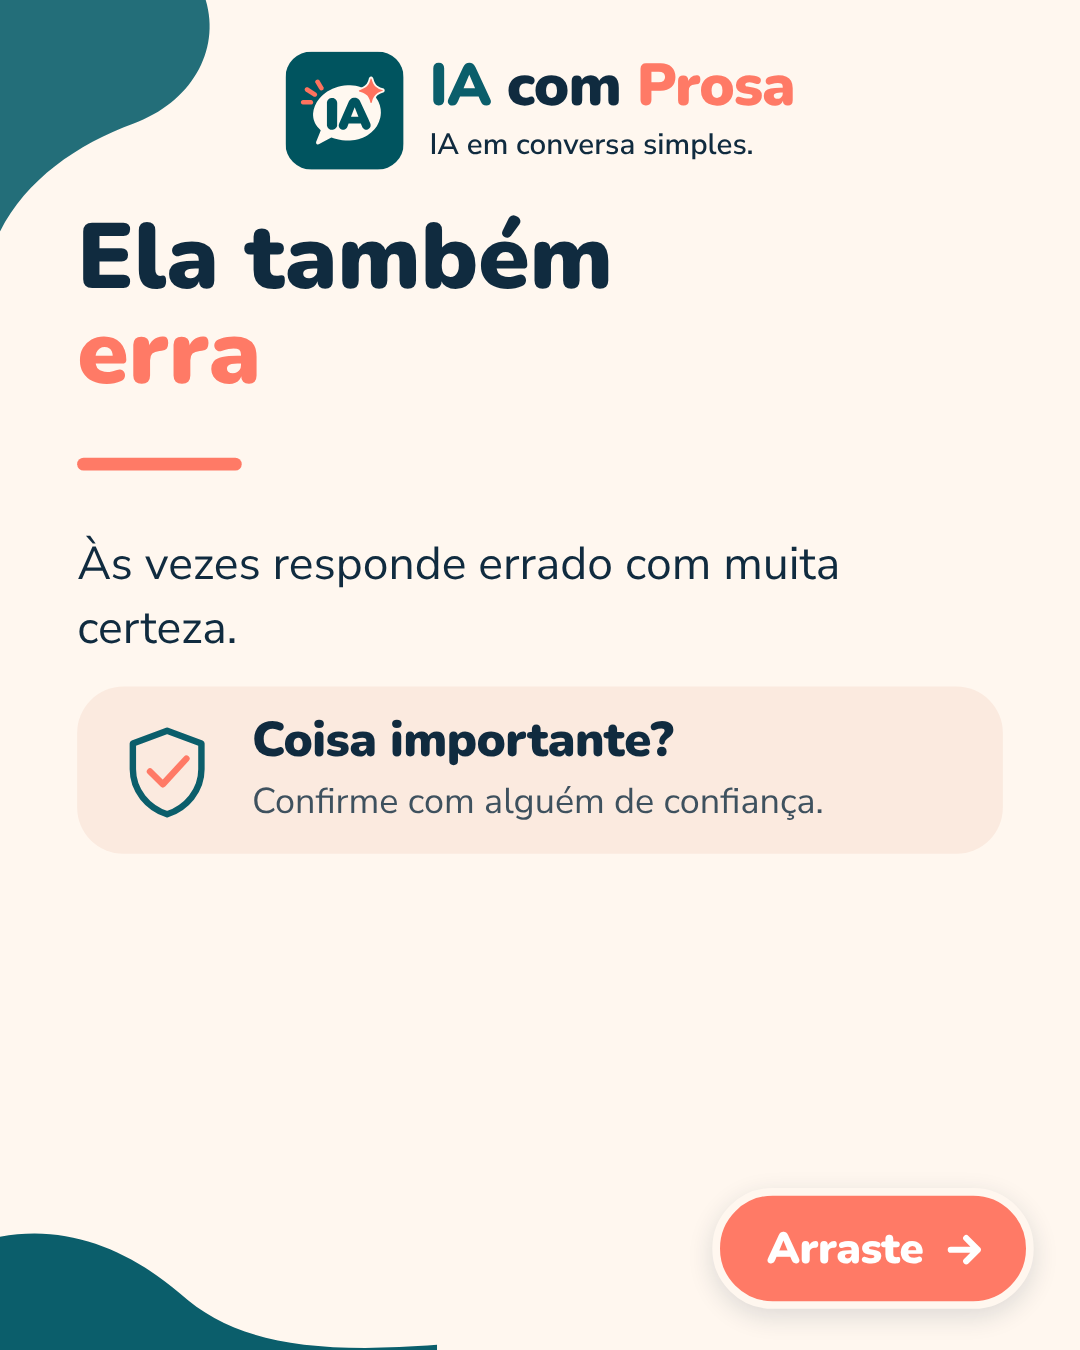 IA
IA com Prosa
IA em conversa simples.
Ela também
erra
Às vezes responde errado com muita
certeza.
Coisa importante?
Confirme com alguém de confiança.
Arraste →